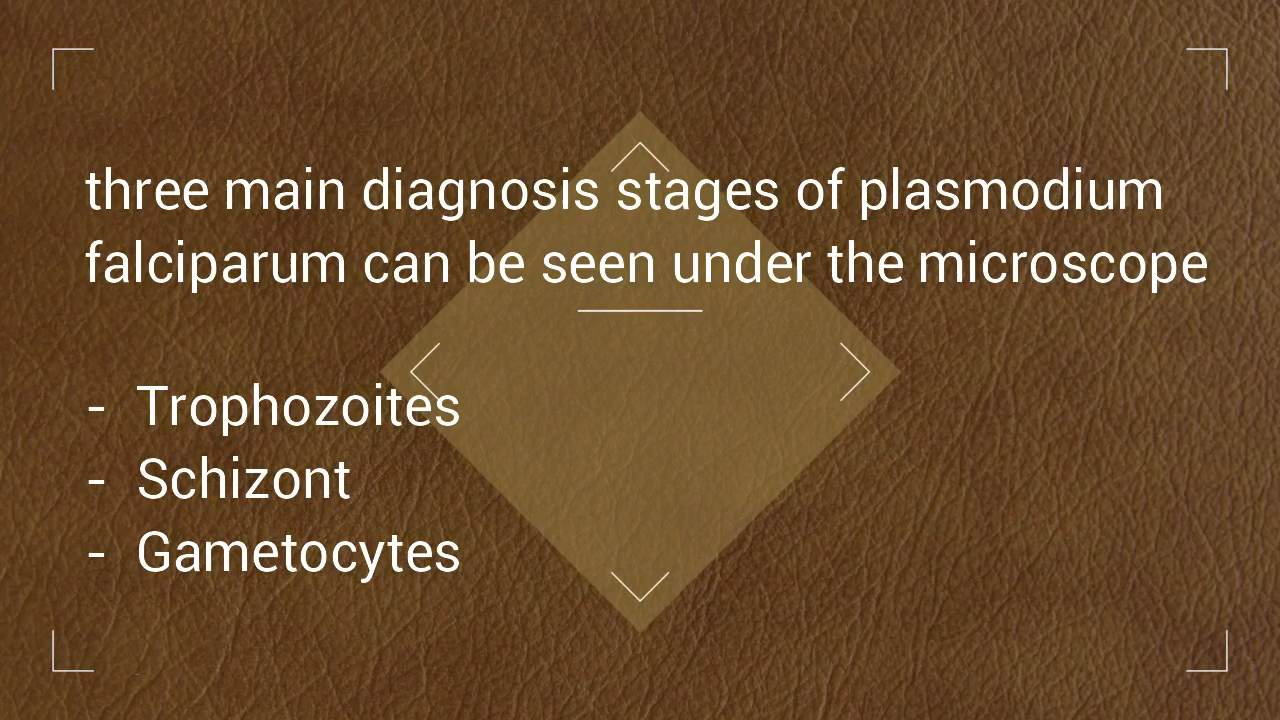 three main diagnosis stages of plasmodium
falciparum can be seen under the microscope
- Trophozoites
- Schizont
- Gametocytes